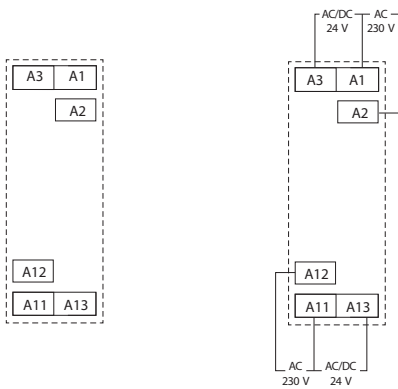 AC/DC AC
24 V 230 V
A3 A1
A2
A12
A11 A13
A3 A1
A2
A12
A11 A13
AC AC/DC
230 V 24 V